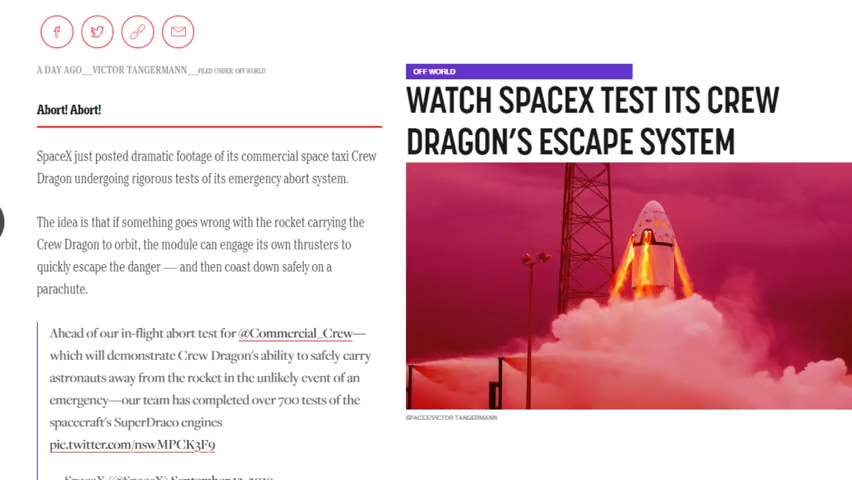 A DAY AGO__VICTOR TANGERMANN__FILED UNDER: OFF WORLD
Abort! Abort!
SpaceX just posted dramatic footage of its commercial space taxi Crew
Dragon undergoing rigorous tests of its emergency abort system.
The idea is that if something goes wrong with the rocket carrying the
Crew Dragon to orbit, the module can engage its own thrusters to
quickly escape the danger — and then coast down safely on a
parachute.
Ahead of our in-flight abort test for @Commercial_Crew—
which will demonstrate Crew Dragon's ability to safely carry
astronauts away from the rocket in the unlikely event of an
emergency—our team has completed over 700 tests of the
spacecraft's SuperDraco engines
pic.twitter.com/nswMPCK3F9
— SpaceX (@SpaceX) September
OFF WORLD
WATCH SPACEX TEST ITS CREW
DRAGON'S ESCAPE SYSTEM
SPACEX/VICTOR TANGERMANN